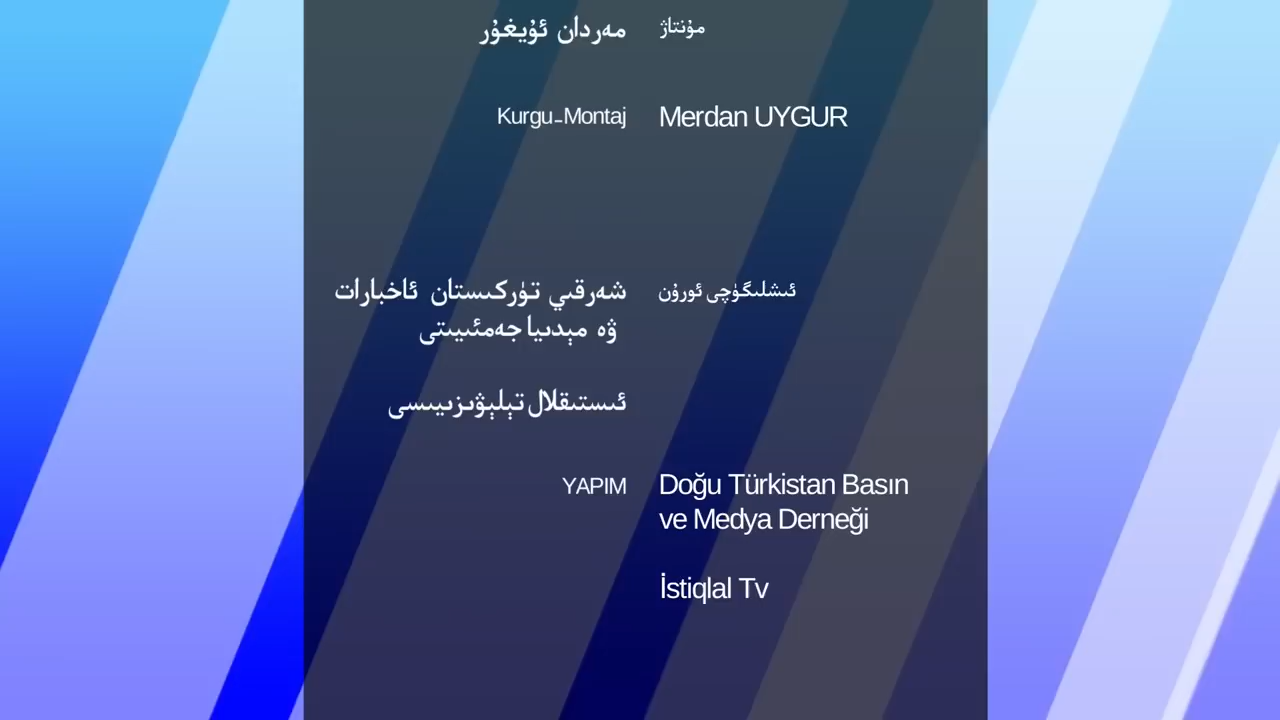 مۇنتاژ
مەردان ئۇيغۇر
Kurgu-Montaj
Merdan UYGUR
ئىشلىگۈچى ئورۇن
شەرقىي تۈركىستان ئاخبارات
ۋە مېدىيا جەمئىيىتى
ئىستىقلال تېلېۋىزىيىسى
YAPIM
Doğu Türkistan Basın
ve Medya Derneği
İstiqlal Tv